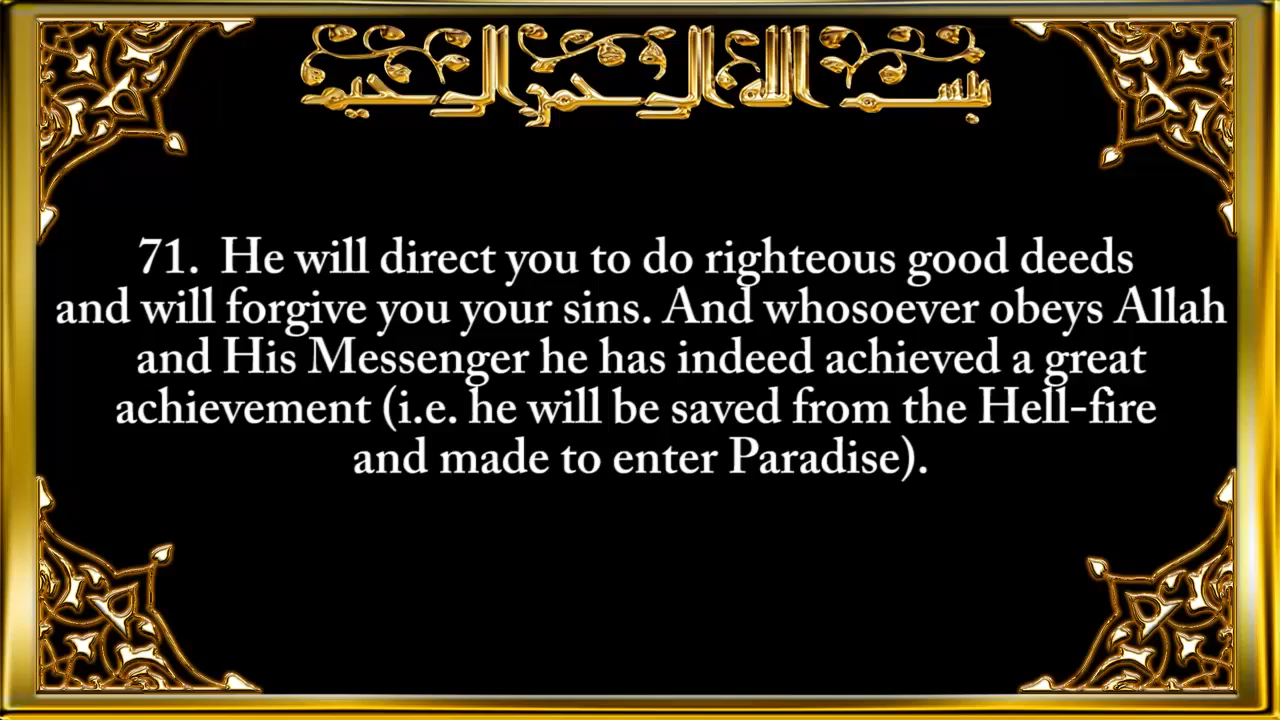 بسم الله الرحمن الرحيم
71. He will direct you to do righteous good deeds
and will forgive you your sins. And whosoever obeys Allah
and His Messenger he has indeed achieved a great
achievement (i.e. he will be saved from the Hell-fire
and made to enter Paradise).